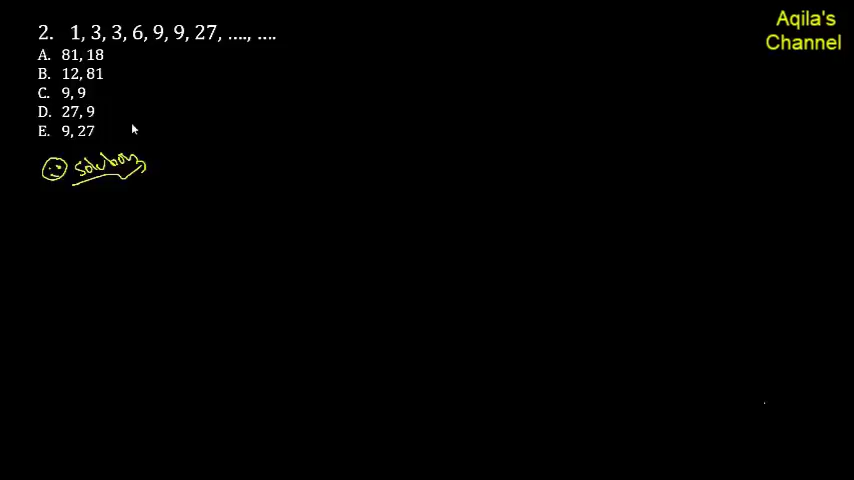 Aqila's
Channel
2. 1, 3, 3, 6, 9, 9, 27, …., ….
A. 81, 18
B. 12, 81
C. 9, 9
D. 27, 9
E. 9, 27